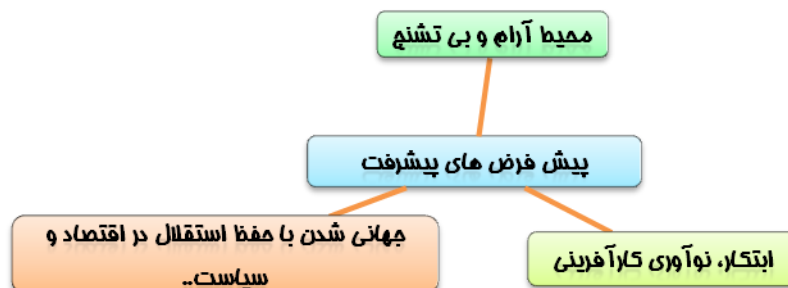 محیط آرام و بی تشنج
پیش فرض های پیشرفت
ابتکار، نوآوری کارآفرینی
جهانی شدن با حفظ استقلال در اقتصاد و
سیاست..